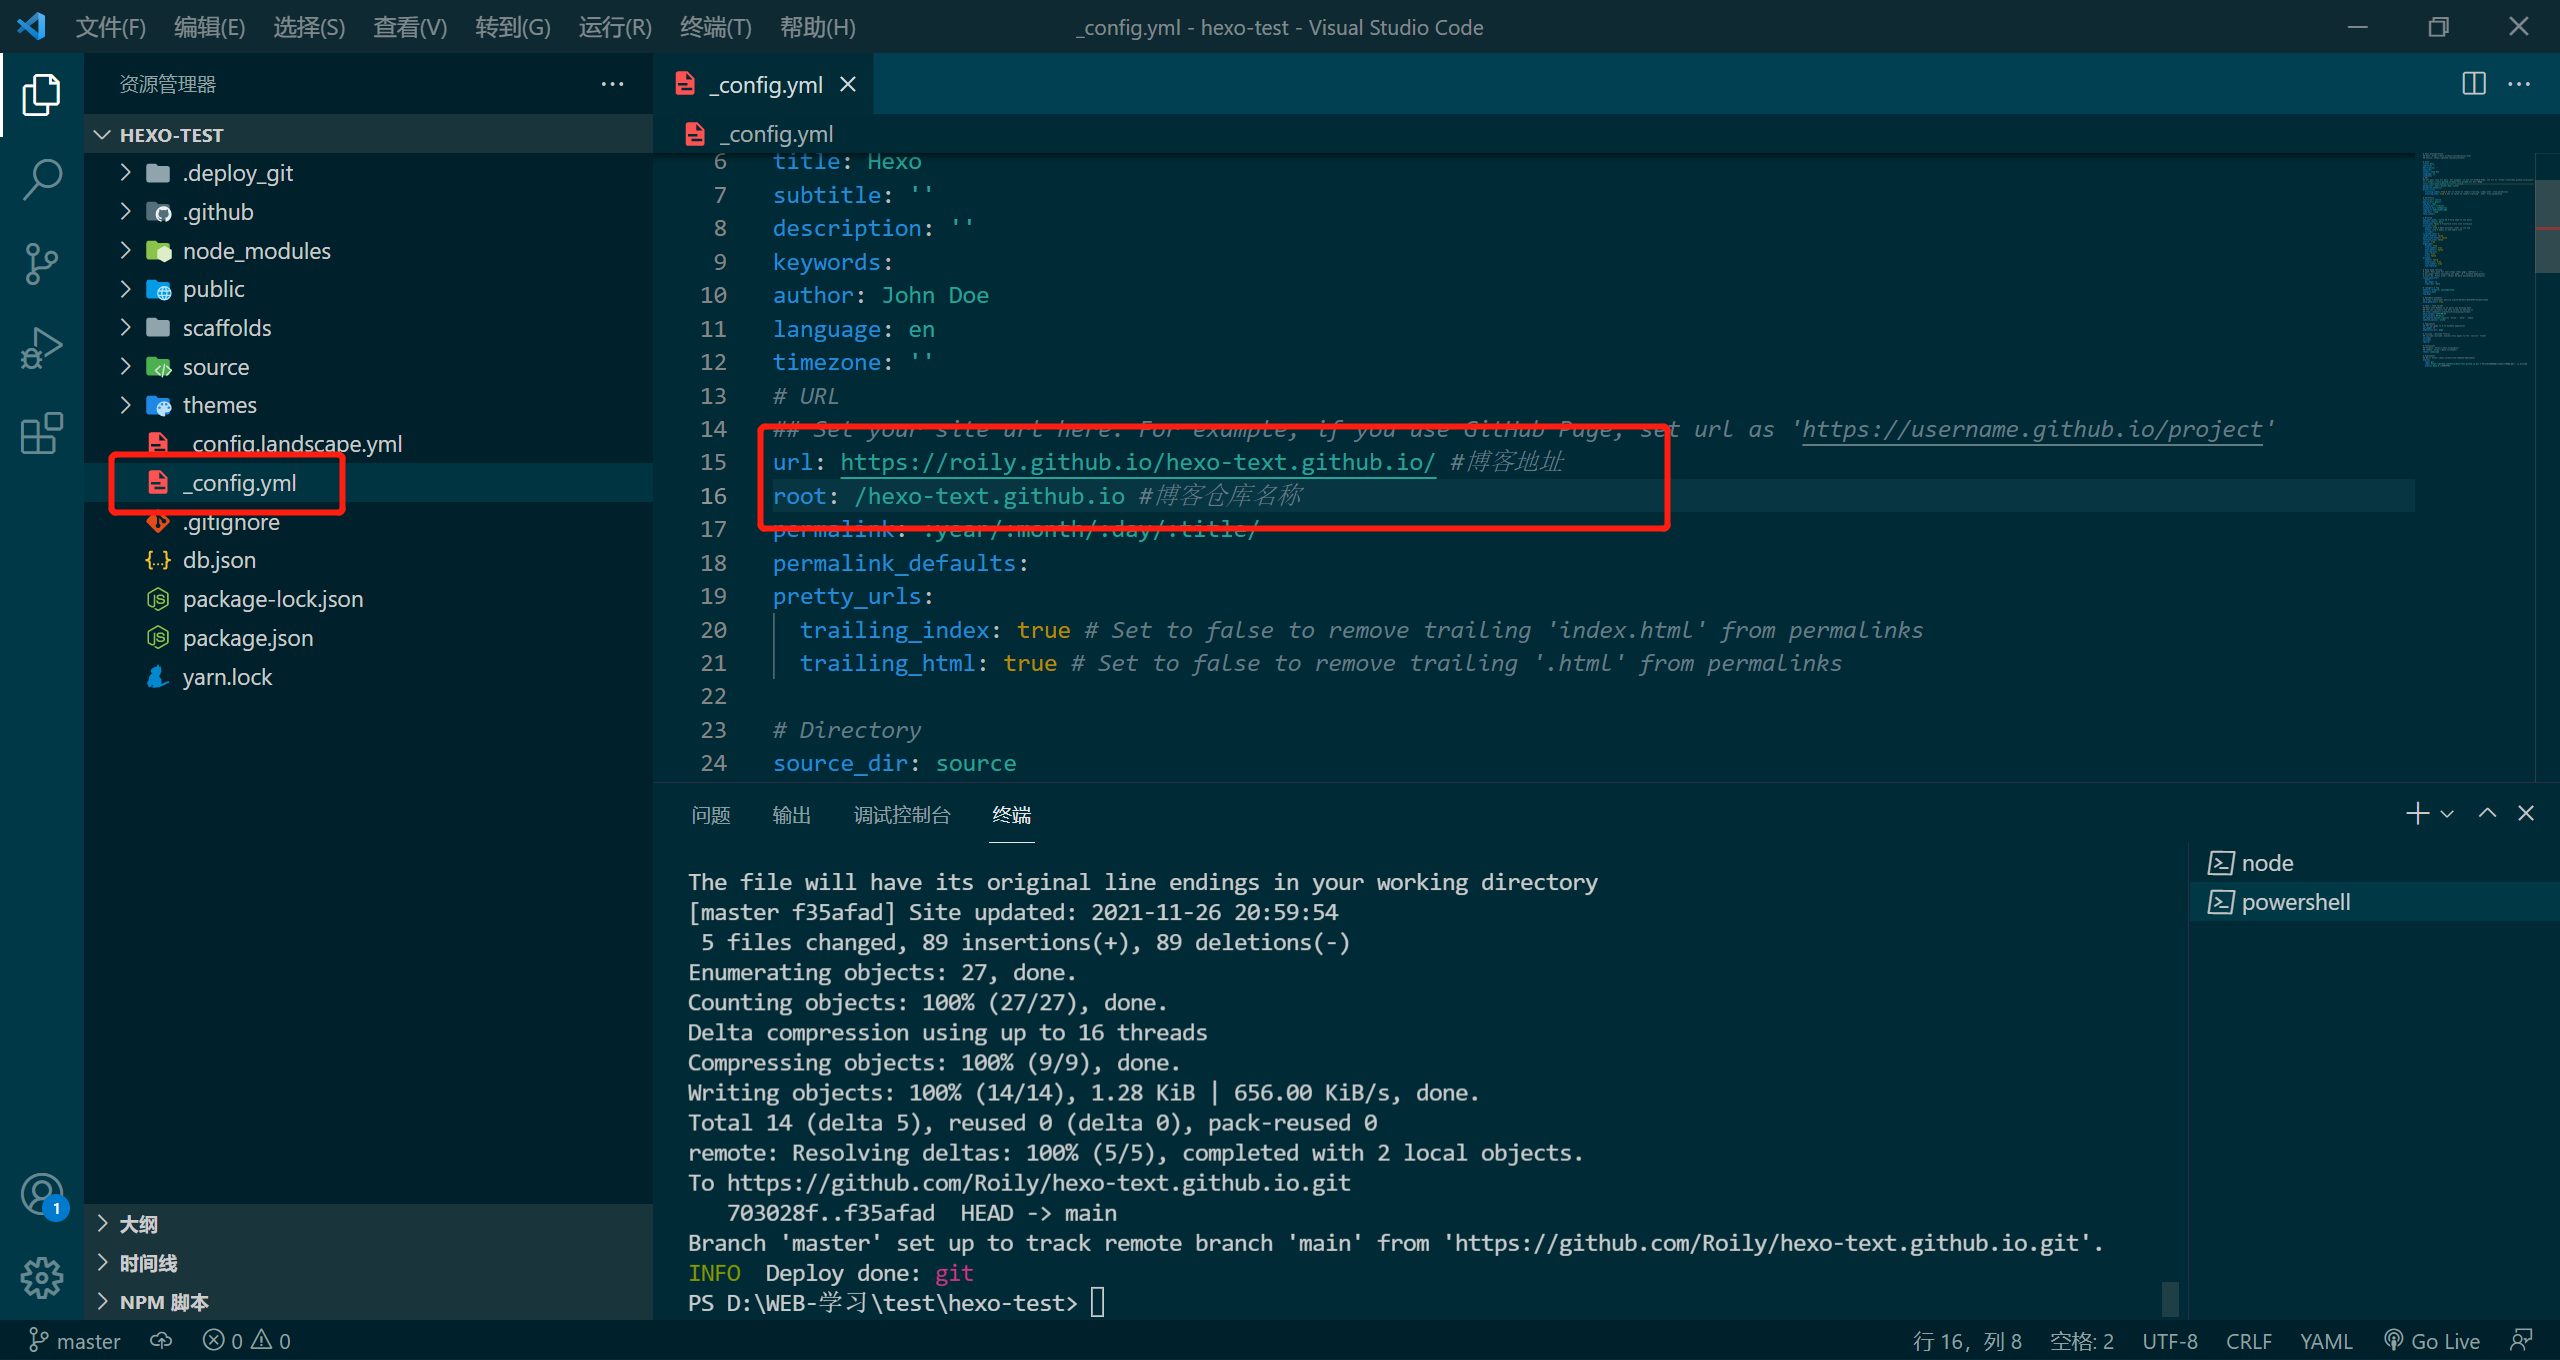 文件(F) 编辑(E) 选择(S) 查看(V) 转到(G) 运行(R) 终端(T) 帮助(H)
_config.yml - hexo-test - Visual Studio Code
资源管理器
HEXO-TEST
.deploy_git
.github
node_modules
public
scaffolds
source
themes
_config.landscape.yml
_config.yml
.gitignore
db.json
package-lock.json
package.json
yarn.lock
大纲
时间线
NPM 脚本
_config.yml
_config.yml
6 title: Hexo
7 subtitle: ''
8 description: ''
9 keywords:
10 author: John Doe
11 language: en
12 timezone: ''
13 # URL
14 ## Set your site url here. For example, if you use GitHub Page, set url as 'https://username.github.io/project'
15 url: https://roily.github.io/hexo-text.github.io/ #博客地址
16 root: /hexo-text.github.io #博客仓库名称
17 permalink: :year/:month/:day/:title/
18 permalink_defaults:
19 pretty_urls:
20 trailing_index: true # Set to false to remove trailing 'index.html' from permalinks
21 trailing_html: true # Set to false to remove trailing '.html' from permalinks
22
23 # Directory
24 source_dir: source
问题 输出 调试控制台 终端
The file will have its original line endings in your working directory
[master f35afad] Site updated: 2021-11-26 20:59:54
5 files changed, 89 insertions(+), 89 deletions(-)
Enumerating objects: 27, done.
Counting objects: 100% (27/27), done.
Delta compression using up to 16 threads
Compressing objects: 100% (9/9), done.
Writing objects: 100% (14/14), 1.28 KiB | 656.00 KiB/s, done.
Total 14 (delta 5), reused 0 (delta 0), pack-reused 0
remote: Resolving deltas: 100% (5/5), completed with 2 local objects.
To https://github.com/Roily/hexo-text.github.io.git
703028f..f35afad HEAD -> main
Branch 'master' set up to track remote branch 'main' from 'https://github.com/Roily/hexo-text.github.io.git'.
INFO Deploy done: git
PS D:\WEB-学习\test\hexo-test>
node
powershell
1
master 0 0
行 16，列 8 空格: 2 UTF-8 CRLF YAML Go Live